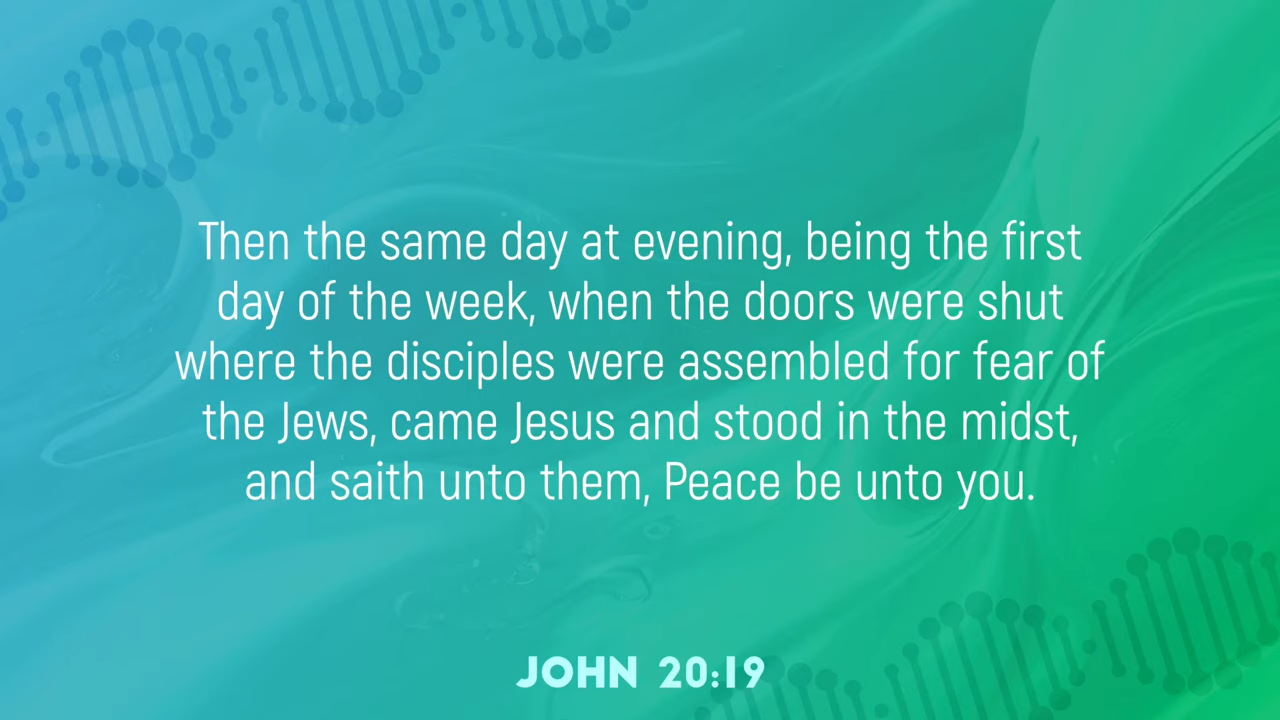 Then the same day at evening, being the first
day of the week, when the doors were shut
where the disciples were assembled for fear of
the Jews, came Jesus and stood in the midst,
and saith unto them, Peace be unto you.
JOHN 20:19